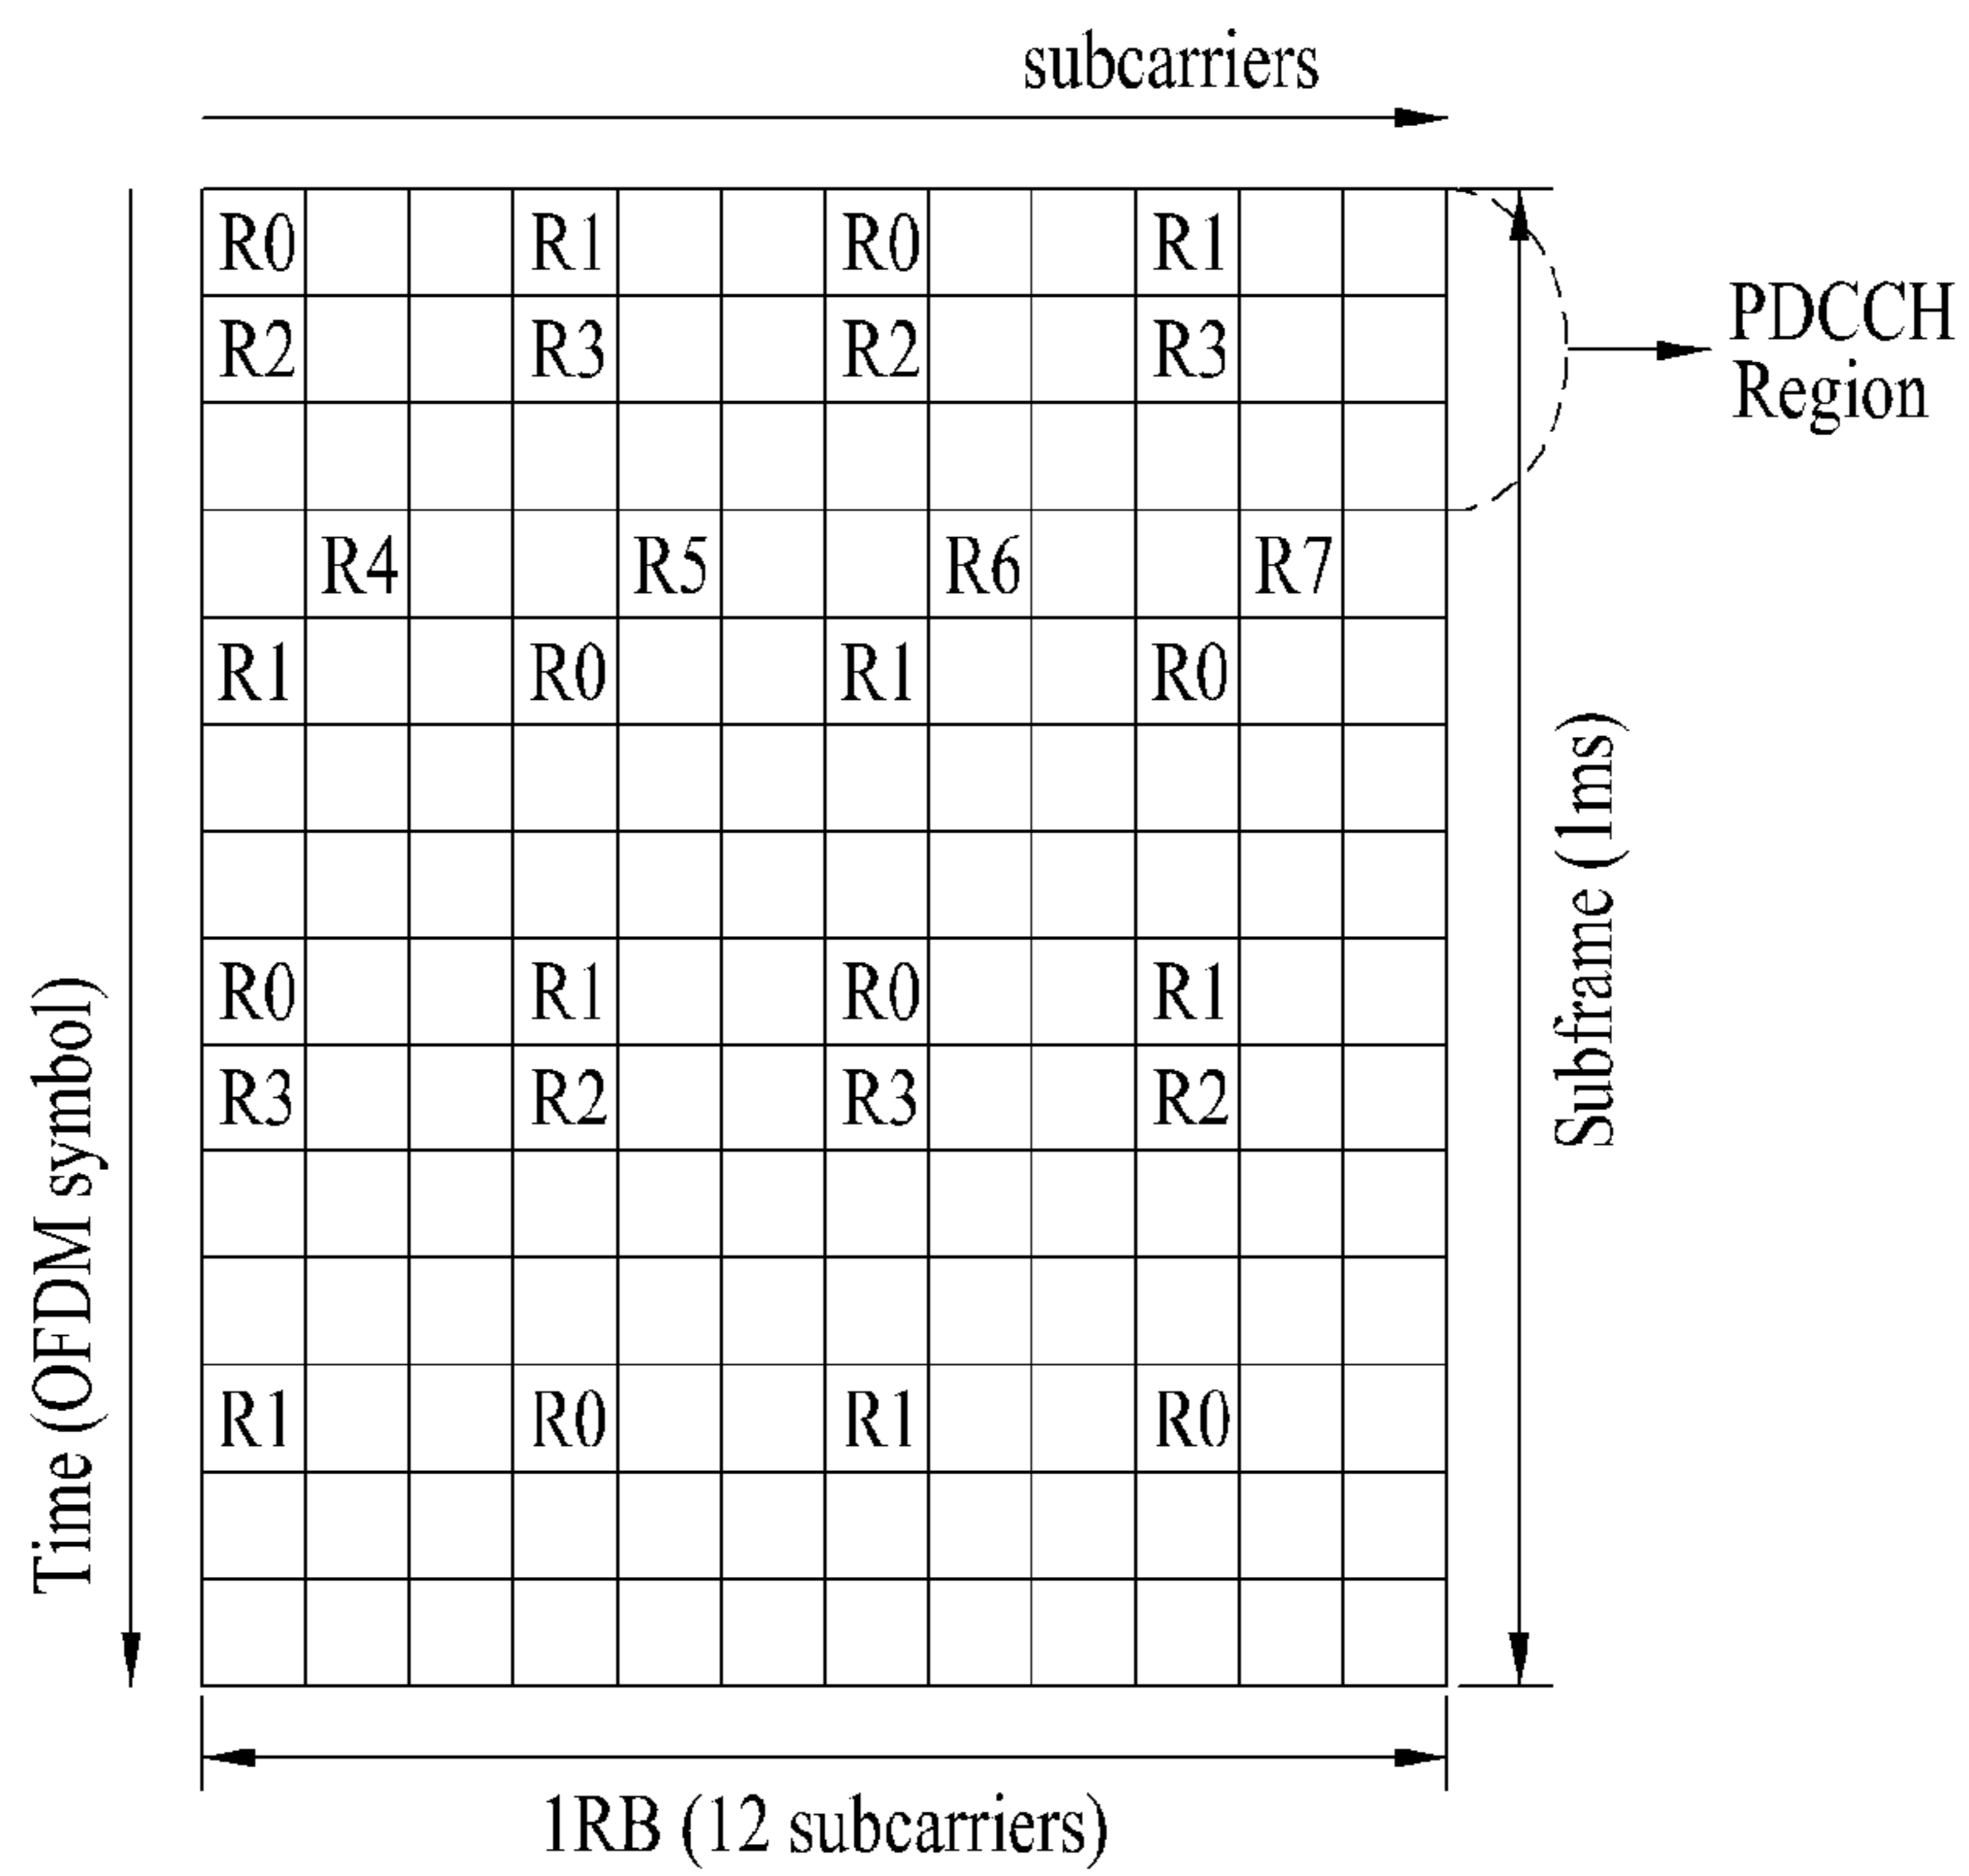 subcarriers
R0 R1 R0 R1
R2 R3 R2 R3
PDCCH
Region
R4 R5 R6 R7
R1 R0 R1 R0
R0 R1 R0 R1
R3 R2 R3 R2
R1 R0 R1 R0
Time (OFDM symbol)
Subframe (1ms)
1RB (12 subcarriers)